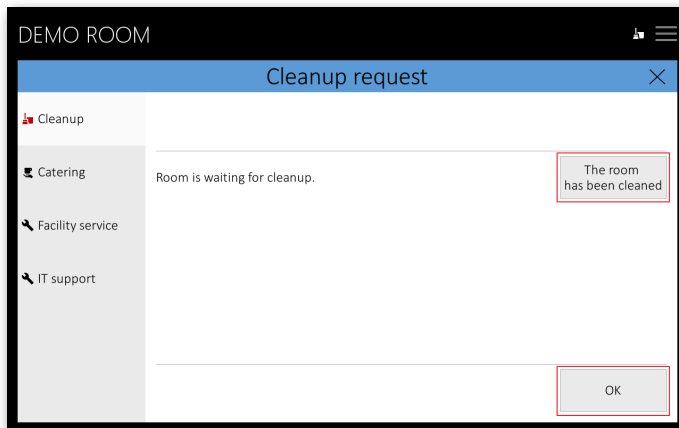 DEMO ROOM
Cleanup request
Cleanup
Catering
Facility service
IT support
Room is waiting for cleanup.
The room
has been cleaned
OK